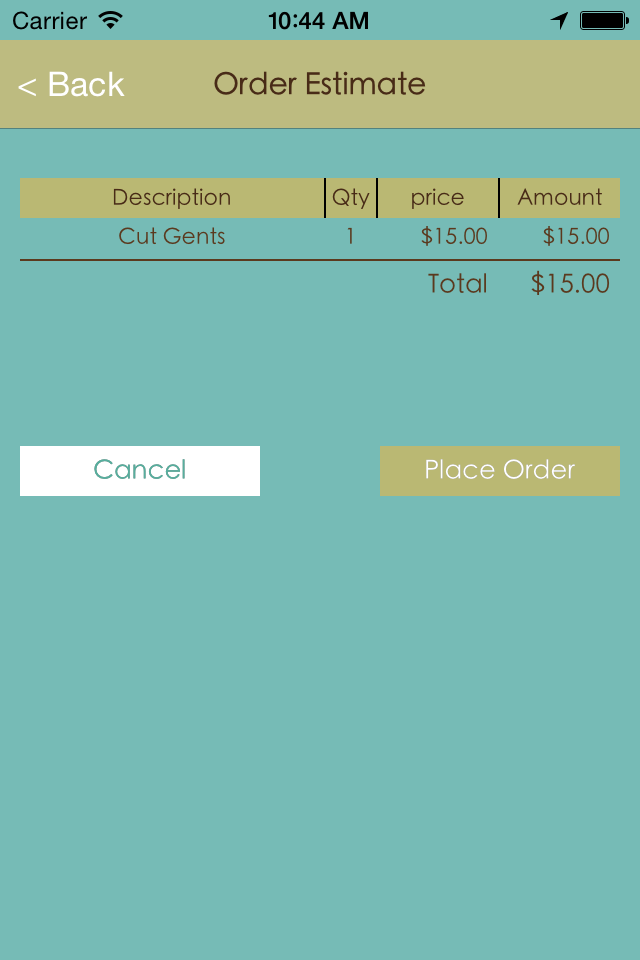 Carrier 10:44 AM
< Back Order Estimate
Description Qty price Amount
Cut Gents 1 $15.00 $15.00
Total $15.00
Cancel Place Order